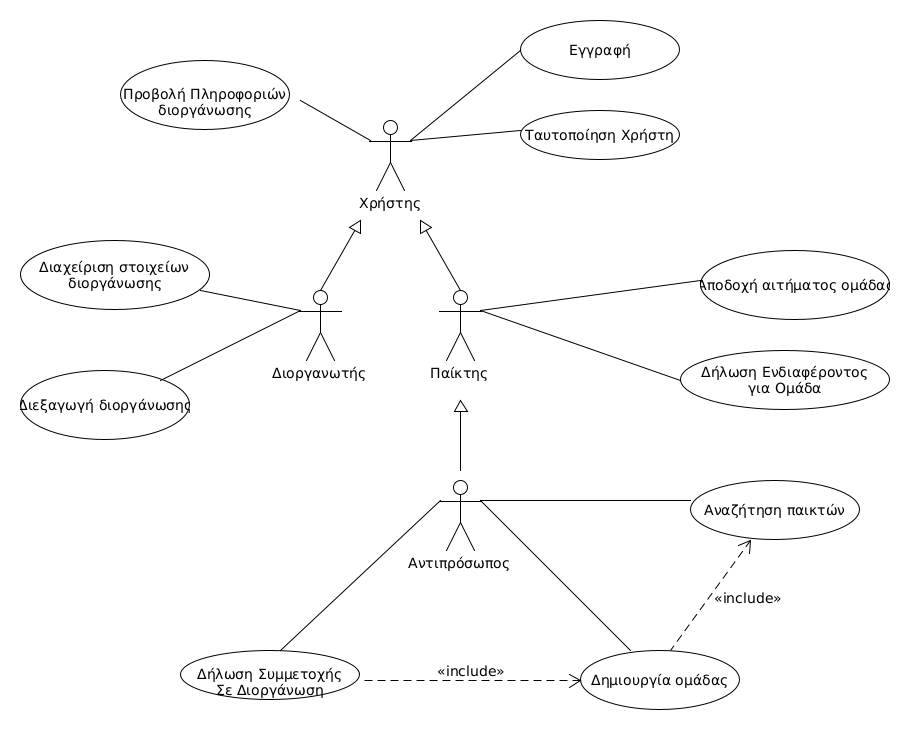 Εγγραφή
Προβολή Πληροφοριών
διοργάνωσης
Ταυτοποίηση Χρήστη
Χρήστης
Διαχείριση στοιχείων
διοργάνωσης
Αποδοχή αιτήματος ομάδας
Διοργανωτής
Παίκτης
Δήλωση Ενδιαφέροντος
για Ομάδα
Διεξαγωγή διοργάνωσης
Αναζήτηση παικτών
Αντιπρόσωπος
«include»
Δήλωση Συμμετοχής
Σε Διοργάνωση
«include»
Δημιουργία ομάδας